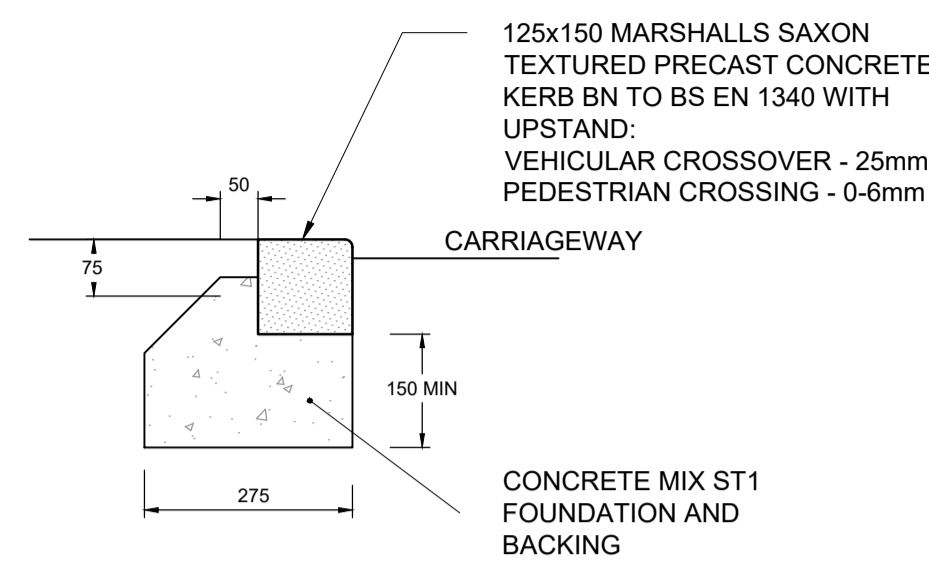 125x150 MARSHALLS SAXON
TEXTURED PRECAST CONCRETE
KERB BN TO BS EN 1340 WITH
UPSTAND:
VEHICULAR CROSSOVER - 25mm
PEDESTRIAN CROSSING - 0-6mm
50
CARRIAGEWAY
75
150 MIN
275
CONCRETE MIX ST1
FOUNDATION AND
BACKING